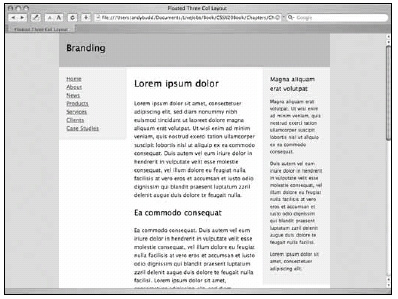 Floated Three Col Layout
file:///Users/andybudd/Documents/
Google
Floated Three Col Layout
Branding
Home
About
News
Products
Services
Clients
Case Studies
Lorem ipsum dolor
Lorem ipsum dolor sit amet, consectetuer
adipiscing elit, sed diam nonummy nibh
euismod tincidunt ut laoreet dolore magna
aliquam erat volutpat. Ut wisi enim ad minim
veniam, quis nostrud exerci tation ullamcorper
suscipit lobortis nisl ut aliquip ex ea commodo
consequat. Duis autem vel eum iriure dolor in
hendrerit in vulputate velit esse molestie
consequat, vel illum dolore eu feugiat nulla
facilisis at vero eros et accumsan et iusto odio
dignissim qui blandit praesent luptatum zzril
delenit augue duis dolore te feugait nulla.
Ea commodo consequat
Ea commodo consequat. Duis autem vel eum
iriure dolor in hendrerit in vulputate velit esse
molestie consequat, vel illum dolore eu feugiat
nulla facilisis at vero eros et accumsan et iusto
odio dignissim qui blandit praesent luptatum
zzril delenit augue duis dolore te feugait nulla
facilisi. Lorem ipsum dolor sit amet,
Magna aliquam
erat volutpat
Magna aliquam erat
volutpat. Ut wisi enim
ad minim veniam, quis
nostrud exerci tation
ullamcorper suscipit
lobortis nisl ut aliquip
ex ea commodo
consequat.
Duis autem vel eum
iriure dolor in
hendrerit in vulputate
velit esse molestie
consequat, vel illum
dolore eu feugiat
nulla facilisis at vero
eros et accumsan et
iusto odio dignissim
qui blandit praesent
luptatum zzril delenit
augue duis dolore te
feugait nulla facilisi.
Lorem ipsum dolor
sit amet, consectetuer
adipiscing elit,